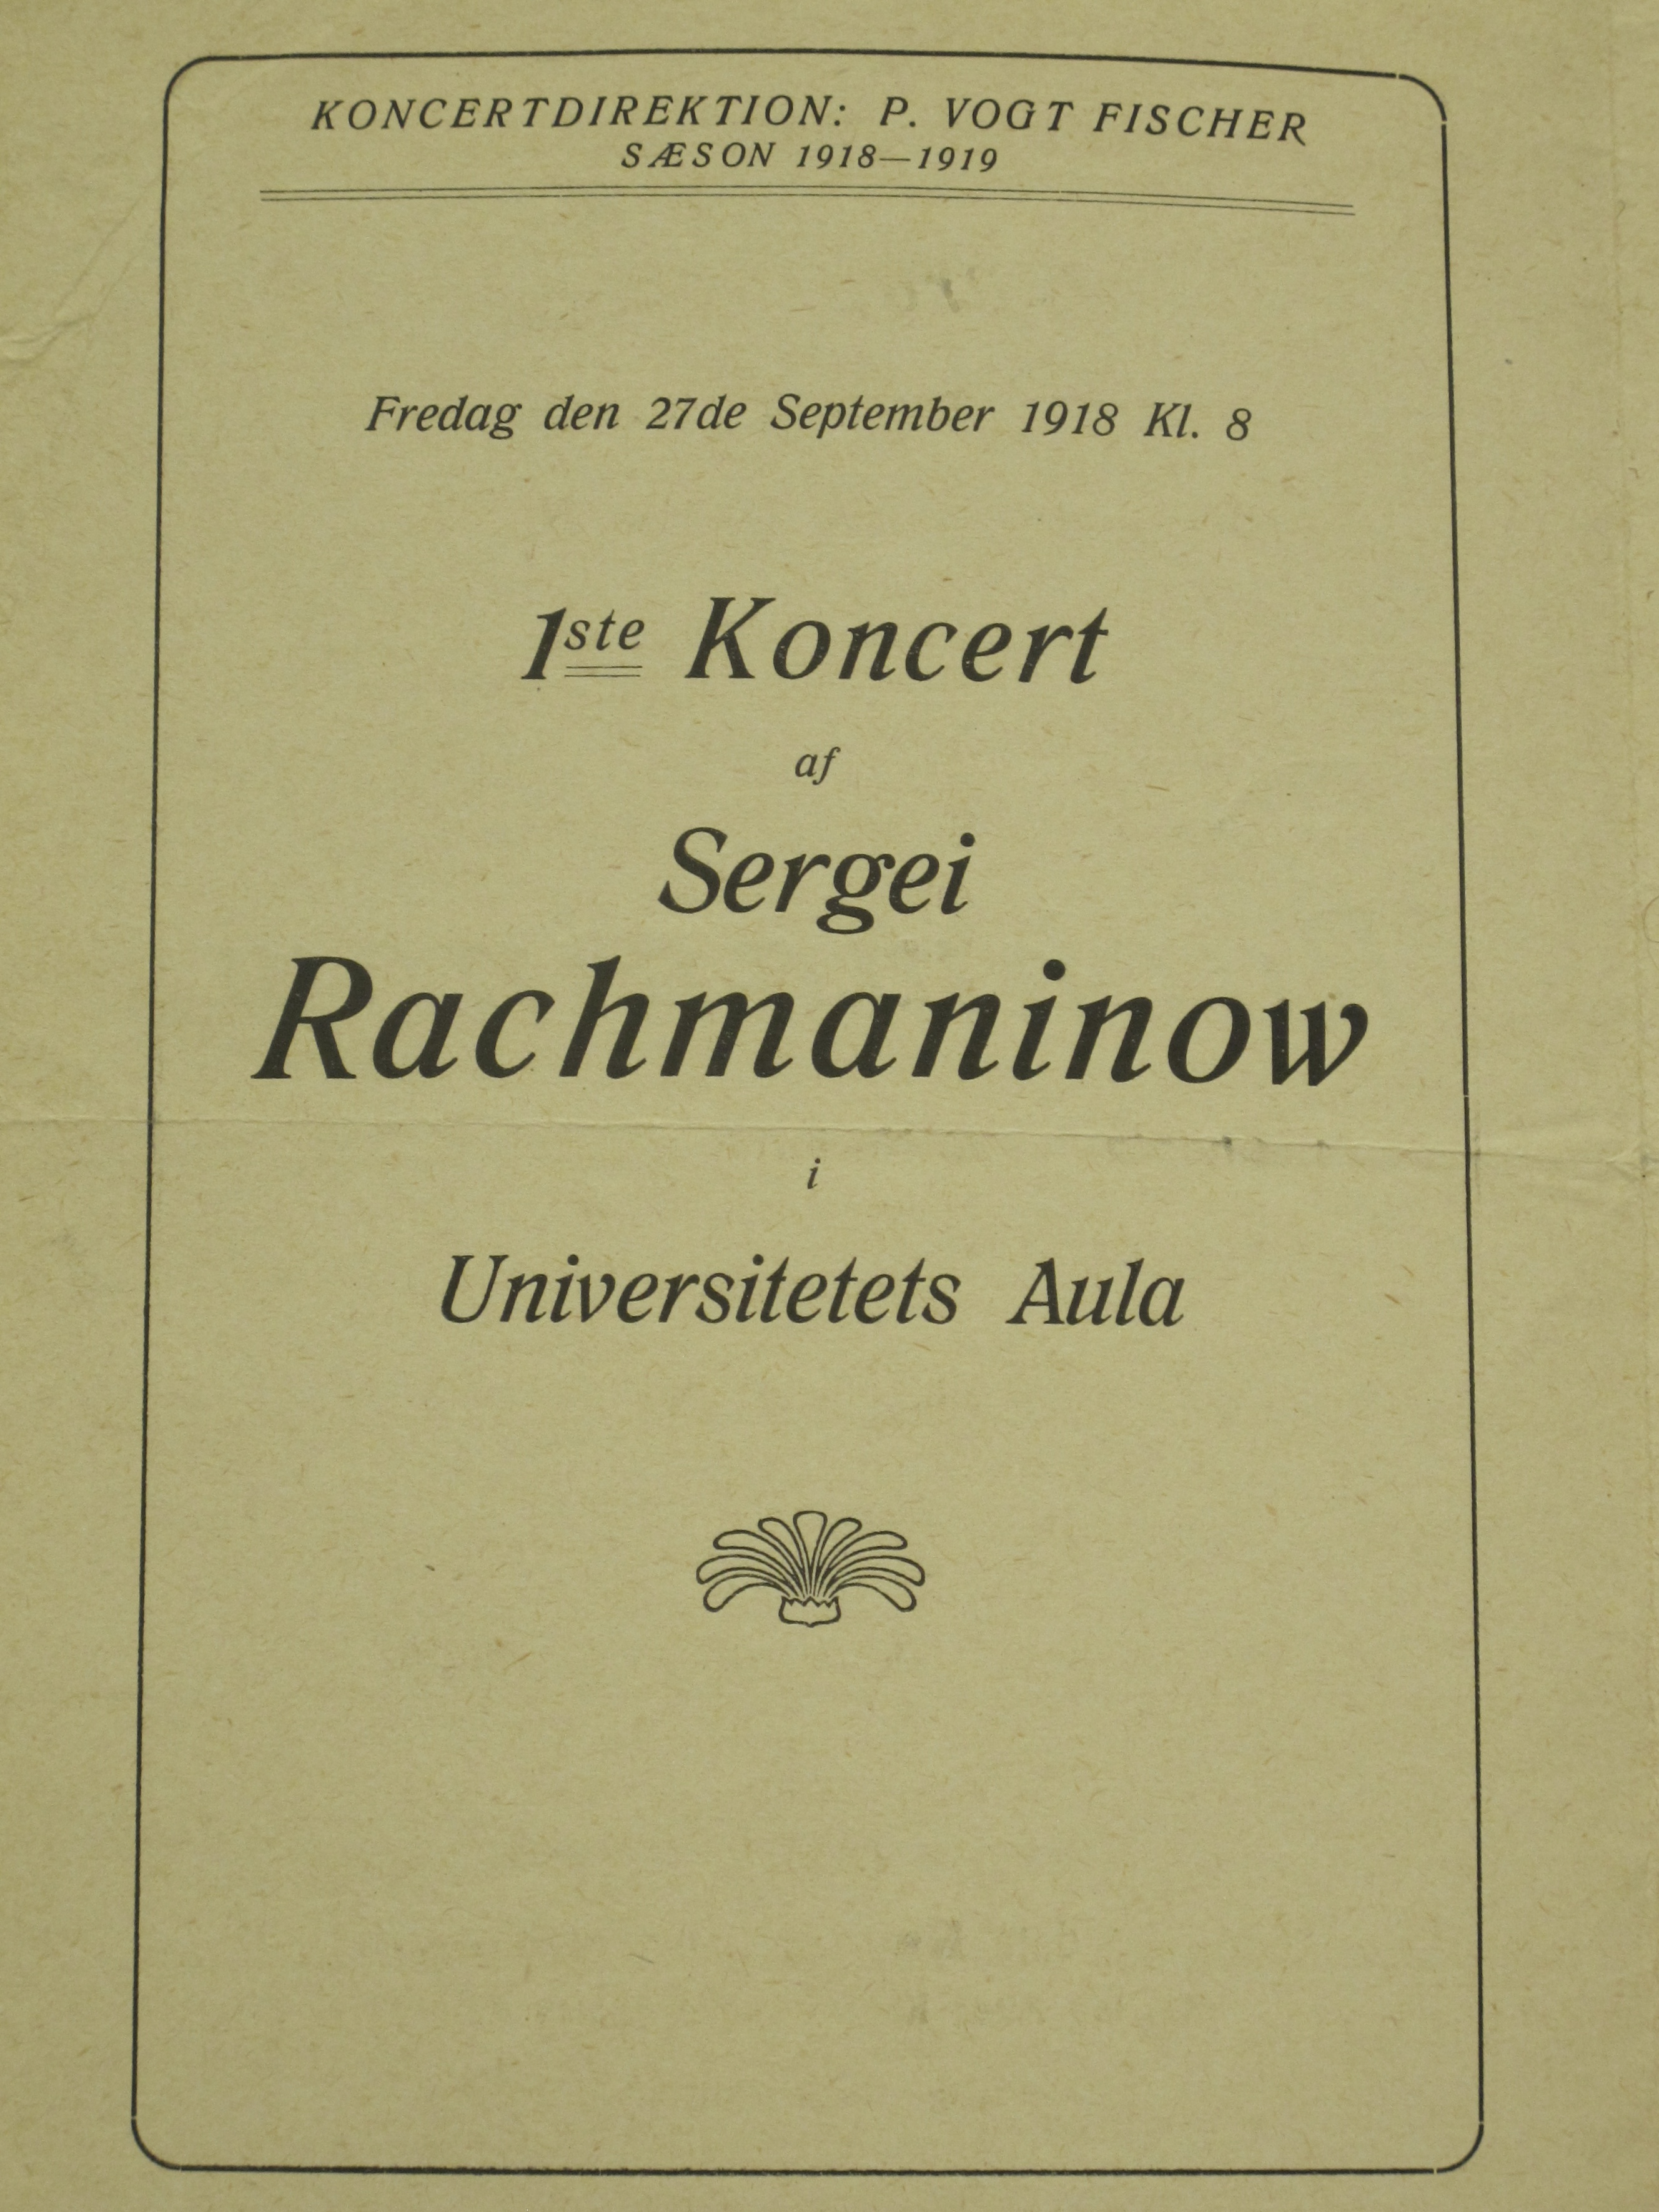 KONCERTDIREKTION: P. VOGT FISCHER
SÆSON 1918—1919
Fredag den 27de September 1918 Kl. 8
1ste Koncert
af
Sergei
Rachmaninow
i
Universitetets Aula